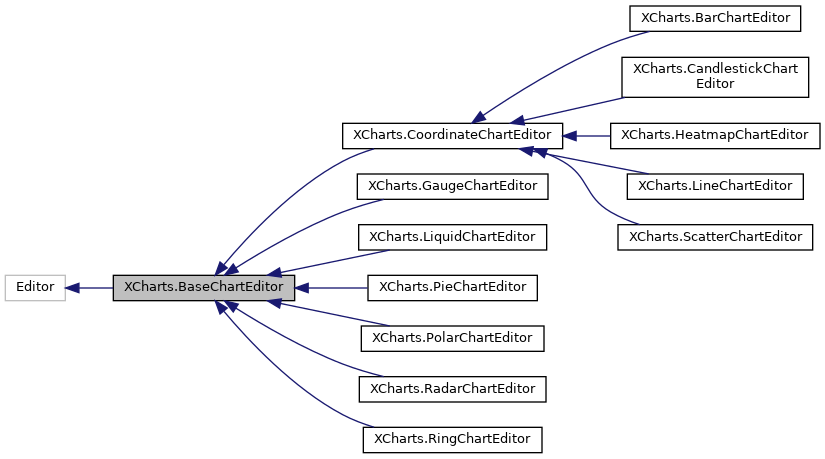 XCharts.BarChartEditor
XCharts.CandlestickChart
Editor
XCharts.CoordinateChartEditor
XCharts.HeatmapChartEditor
XCharts.GaugeChartEditor
XCharts.LineChartEditor
XCharts.LiquidChartEditor
XCharts.ScatterChartEditor
Editor
XCharts.BaseChartEditor
XCharts.PieChartEditor
XCharts.PolarChartEditor
XCharts.RadarChartEditor
XCharts.RingChartEditor